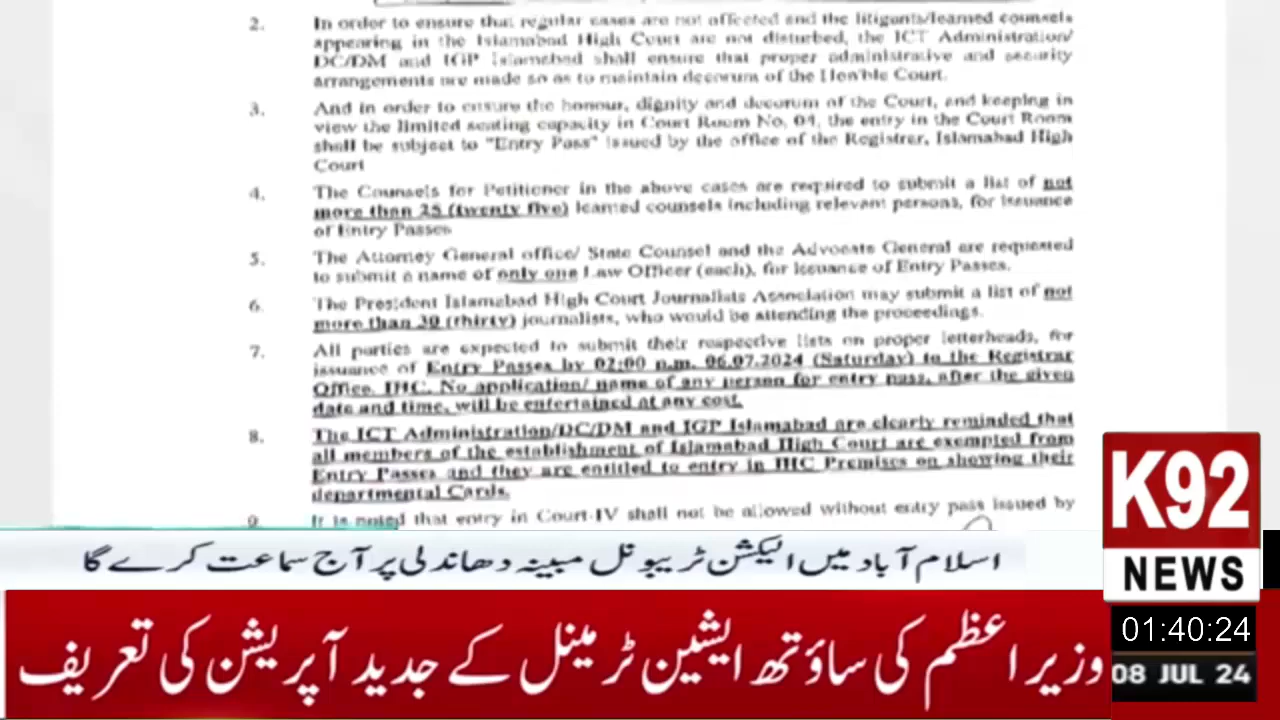 2. In order to ensure that regular cases are not affected and the litigants/learned counsels
appearing in the Islamabad High Court are not disturbed, the ICT Administration/
DC/DM and IGP Islamabad shall ensure that proper administrative and security
arrangements are made so as to maintain decorum of the Hon'ble Court.
3. And in order to ensure the honour, dignity and decorum of the Court, and keeping in
view the limited seating capacity in Court Room No. 04, the entry in the Court Room
shall be subject to "Entry Pass" issued by the office of the Registrer, Islamabad High
Court
4. The Counsels for Petitioner in the above cases are required to submit a list of not
more than 25 (twenty five) learned counsels including relevant persons, for issuance
of Entry Passes
5. The Attorney General office/ State Counsel and the Advocate General are requested
to submit a name of only one Law Officer (each), for issuance of Entry Passes.
6. The President Islamabad High Court Journalists Association may submit a list of not
more than 30 (thirty) journalists, who would be attending the proceedings.
7. All parties are expected to submit their respective lists on proper letterheads, for
issuance of Entry Passes by 02:00 p.m. 06.07.2024 (Saturday) to the Registrar
Office, IHC. No application/ name of any person for entry pass, after the given
date and time, will be entertained at any cost.
8. The ICT Administration/DC/DM and IGP Islamabad are clearly reminded that
all members of the establishment of Islamabad High Court are exempted from
Entry Passes and they are entitled to entry in IHC Premises on showing their
departmental Cards.
9. It is noted that entry in Court-IV shall not be allowed without entry pass issued by
اسلام آباد میں الیکشن ٹریبونل مبینہ دھاندلی پر آج سماعت کرے گا
وزیر اعظم کی ساؤتھ ایشین ٹرمینل کے جدید آپریشن کی تعریف
K92
NEWS
01:40:24
08 JUL 24